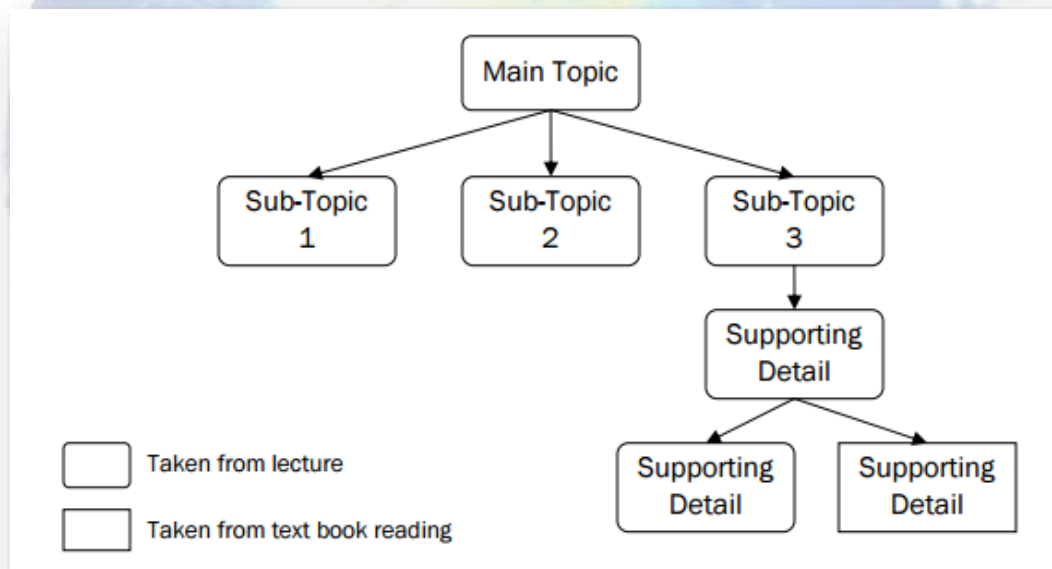 Main Topic
Sub-Topic
1
Sub-Topic
2
Sub-Topic
3
Supporting
Detail
Supporting
Detail
Supporting
Detail
Taken from lecture
Taken from text book reading